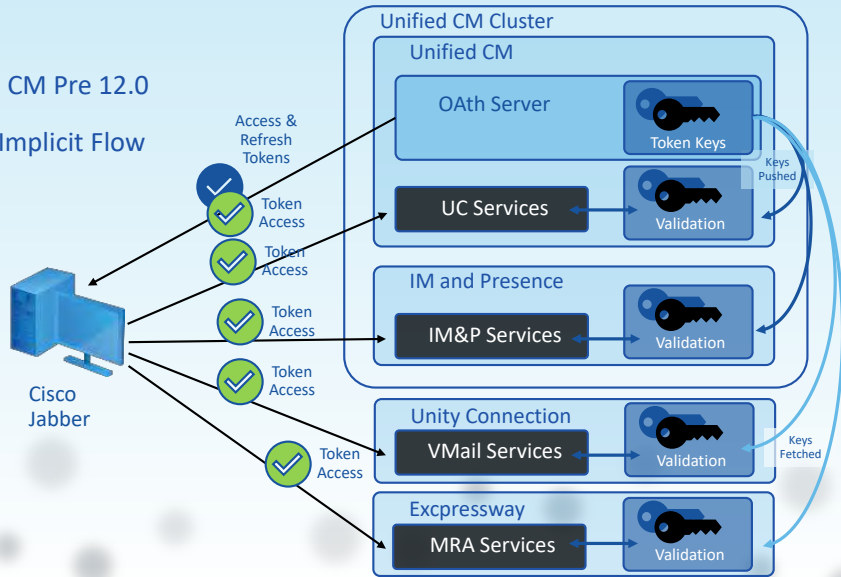 CM Pre 12.0
Implicit Flow
Unified CM Cluster
Unified CM
OAth Server
Token Keys
Access &
Refresh
Tokens
Keys
Pushed
Token
Access
UC Services
Validation
Token
Access
IM and Presence
Token
Access
IM&P Services
Validation
Cisco
Jabber
Token
Access
Unity Connection
VMail Services
Validation
Keys
Fetched
Token
Access
Excpressway
MRA Services
Validation